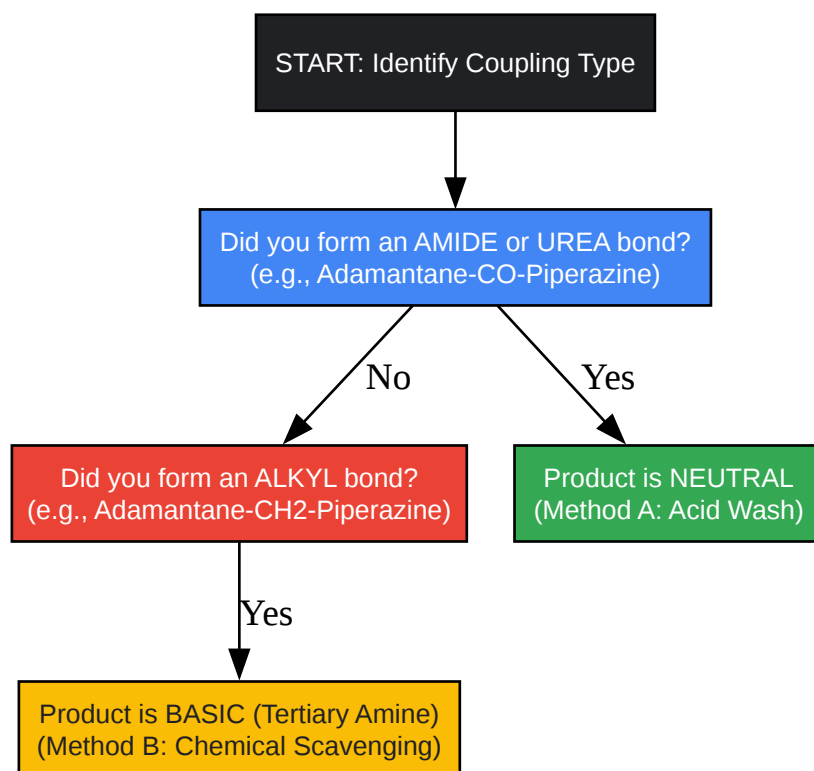 START: Identify Coupling Type
Did you form an AMIDE or UREA bond?
(e.g., Adamantane-CO-Piperazine)
No
Yes
Did you form an ALKYL bond?
(e.g., Adamantane-CH2-Piperazine)
Product is NEUTRAL
(Method A: Acid Wash)
Yes
Product is BASIC (Tertiary Amine)
(Method B: Chemical Scavenging)